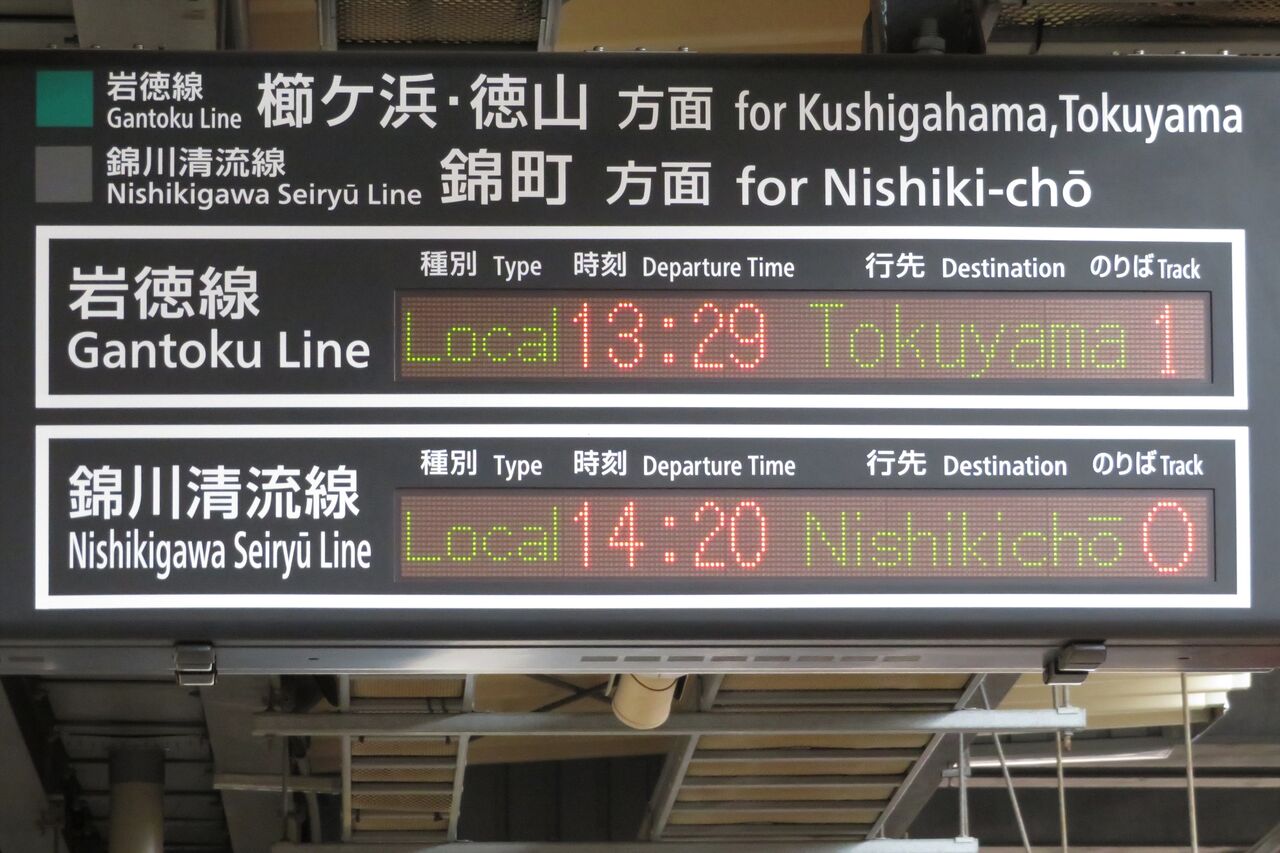 岩徳線 櫛ケ浜・徳山 方面 for Kushigahama,Tokuyama
Gantoku Line
錦川清流線 錦町 方面 for Nishiki-chō
Nishikigawa Seiryū Line
種別 Type 時刻 Departure Time 行先 Destination のりば Track
岩徳線
Gantoku Line
Local 13:29 Tokuyama 1
種別 Type 時刻 Departure Time 行先 Destination のりば Track
錦川清流線
Nishikigawa Seiryū Line
Local 14:20 Nishikichō 0